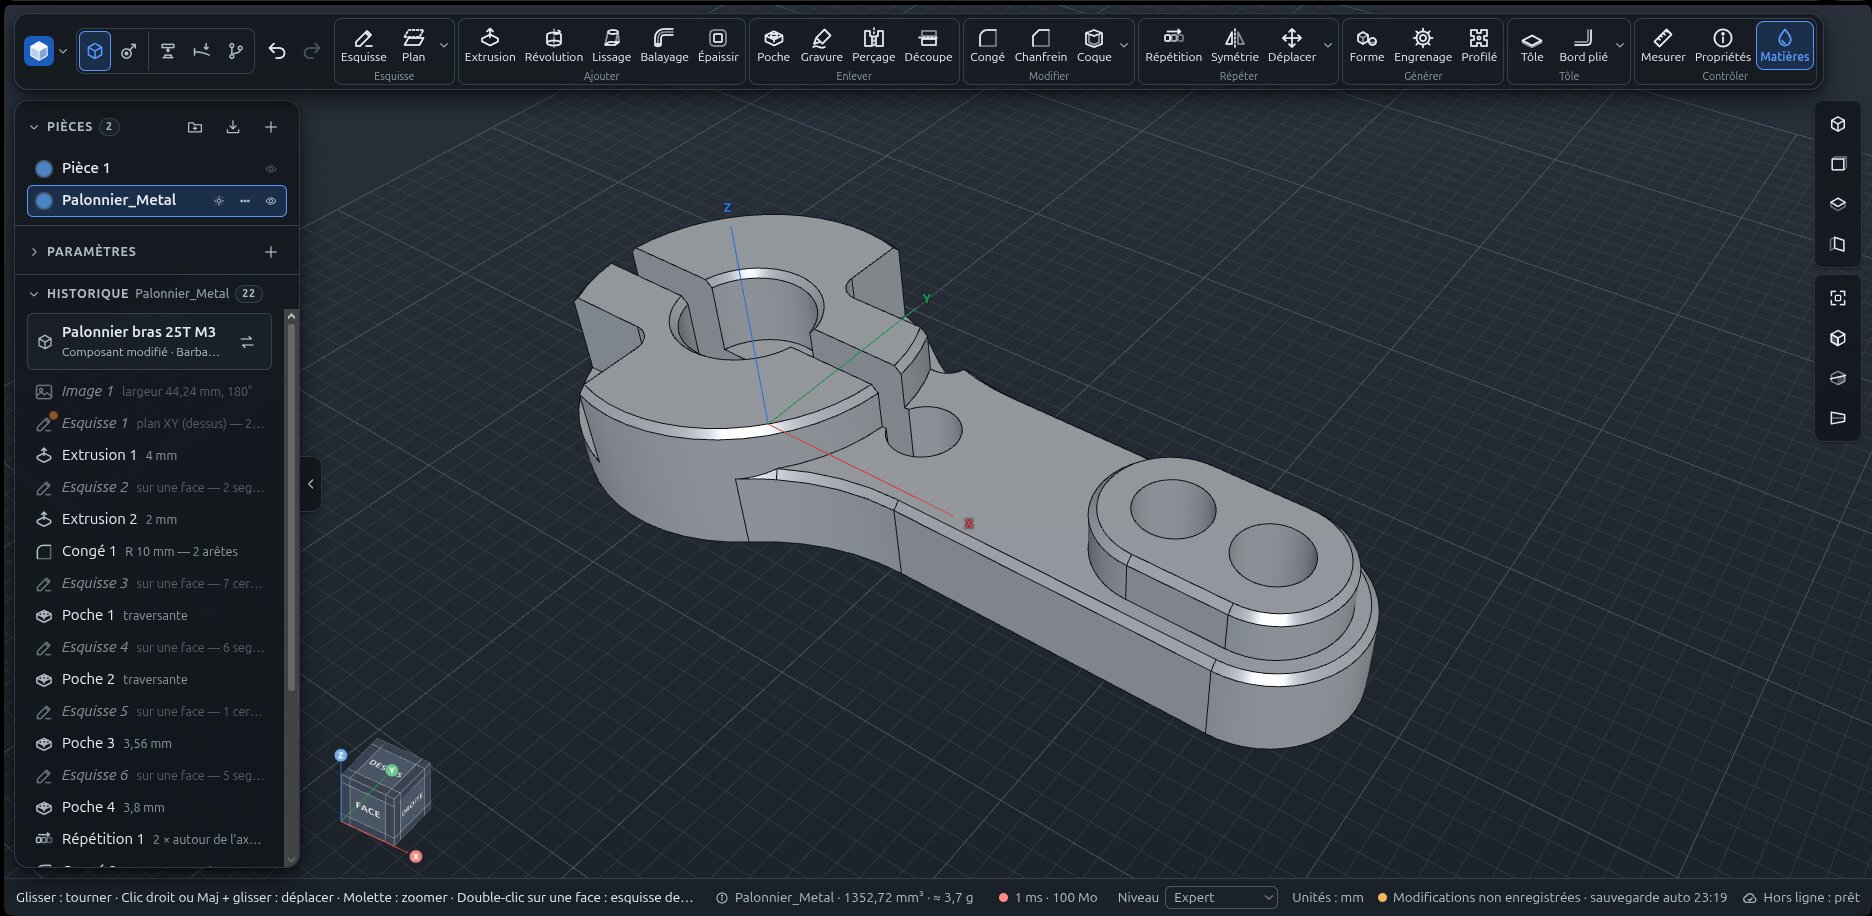 Esquisse
Plan
Esquisse
Extrusion
Révolution
Lissage
Balayage
Épaissir
Ajouter
Poche
Gravure
Perçage
Découpe
Enlever
Congé
Chanfrein
Coque
Modifier
Répétition
Symétrie
Déplacer
Répéter
Forme
Engrenage
Profilé
Générer
Tôle
Bord plié
Tôle
Mesurer
Propriétés
Matières
Contrôler
PIÈCES 2
Pièce 1
Palonnier_Metal
PARAMÈTRES
HISTORIQUE Palonnier_Metal 22
Palonnier bras 25T M3
Composant modifié · Barba…
Image 1 largeur 44,24 mm, 180°
Esquisse 1 plan XY (dessus) — 2…
Extrusion 1 4 mm
Esquisse 2 sur une face — 2 seg…
Extrusion 2 2 mm
Congé 1 R 10 mm — 2 arêtes
Esquisse 3 sur une face — 7 cer…
Poche 1 traversante
Esquisse 4 sur une face — 6 seg…
Poche 2 traversante
Esquisse 5 sur une face — 1 cer…
Poche 3 3,56 mm
Esquisse 6 sur une face — 5 seg…
Poche 4 3,8 mm
Répétition 1 2 × autour de l'ax…
Z
Y
X
Z
Y
FACE
DROITE
X
Glisser : tourner · Clic droit ou Maj + glisser : déplacer · Molette : zoomer · Double-clic sur une face : esquisse de…
Palonnier_Metal · 1352,72 mm³ · ≈ 3,7 g
1 ms · 100 Mo
Niveau Expert
Unités : mm
Modifications non enregistrées · sauvegarde auto 23:19
Hors ligne : prêt